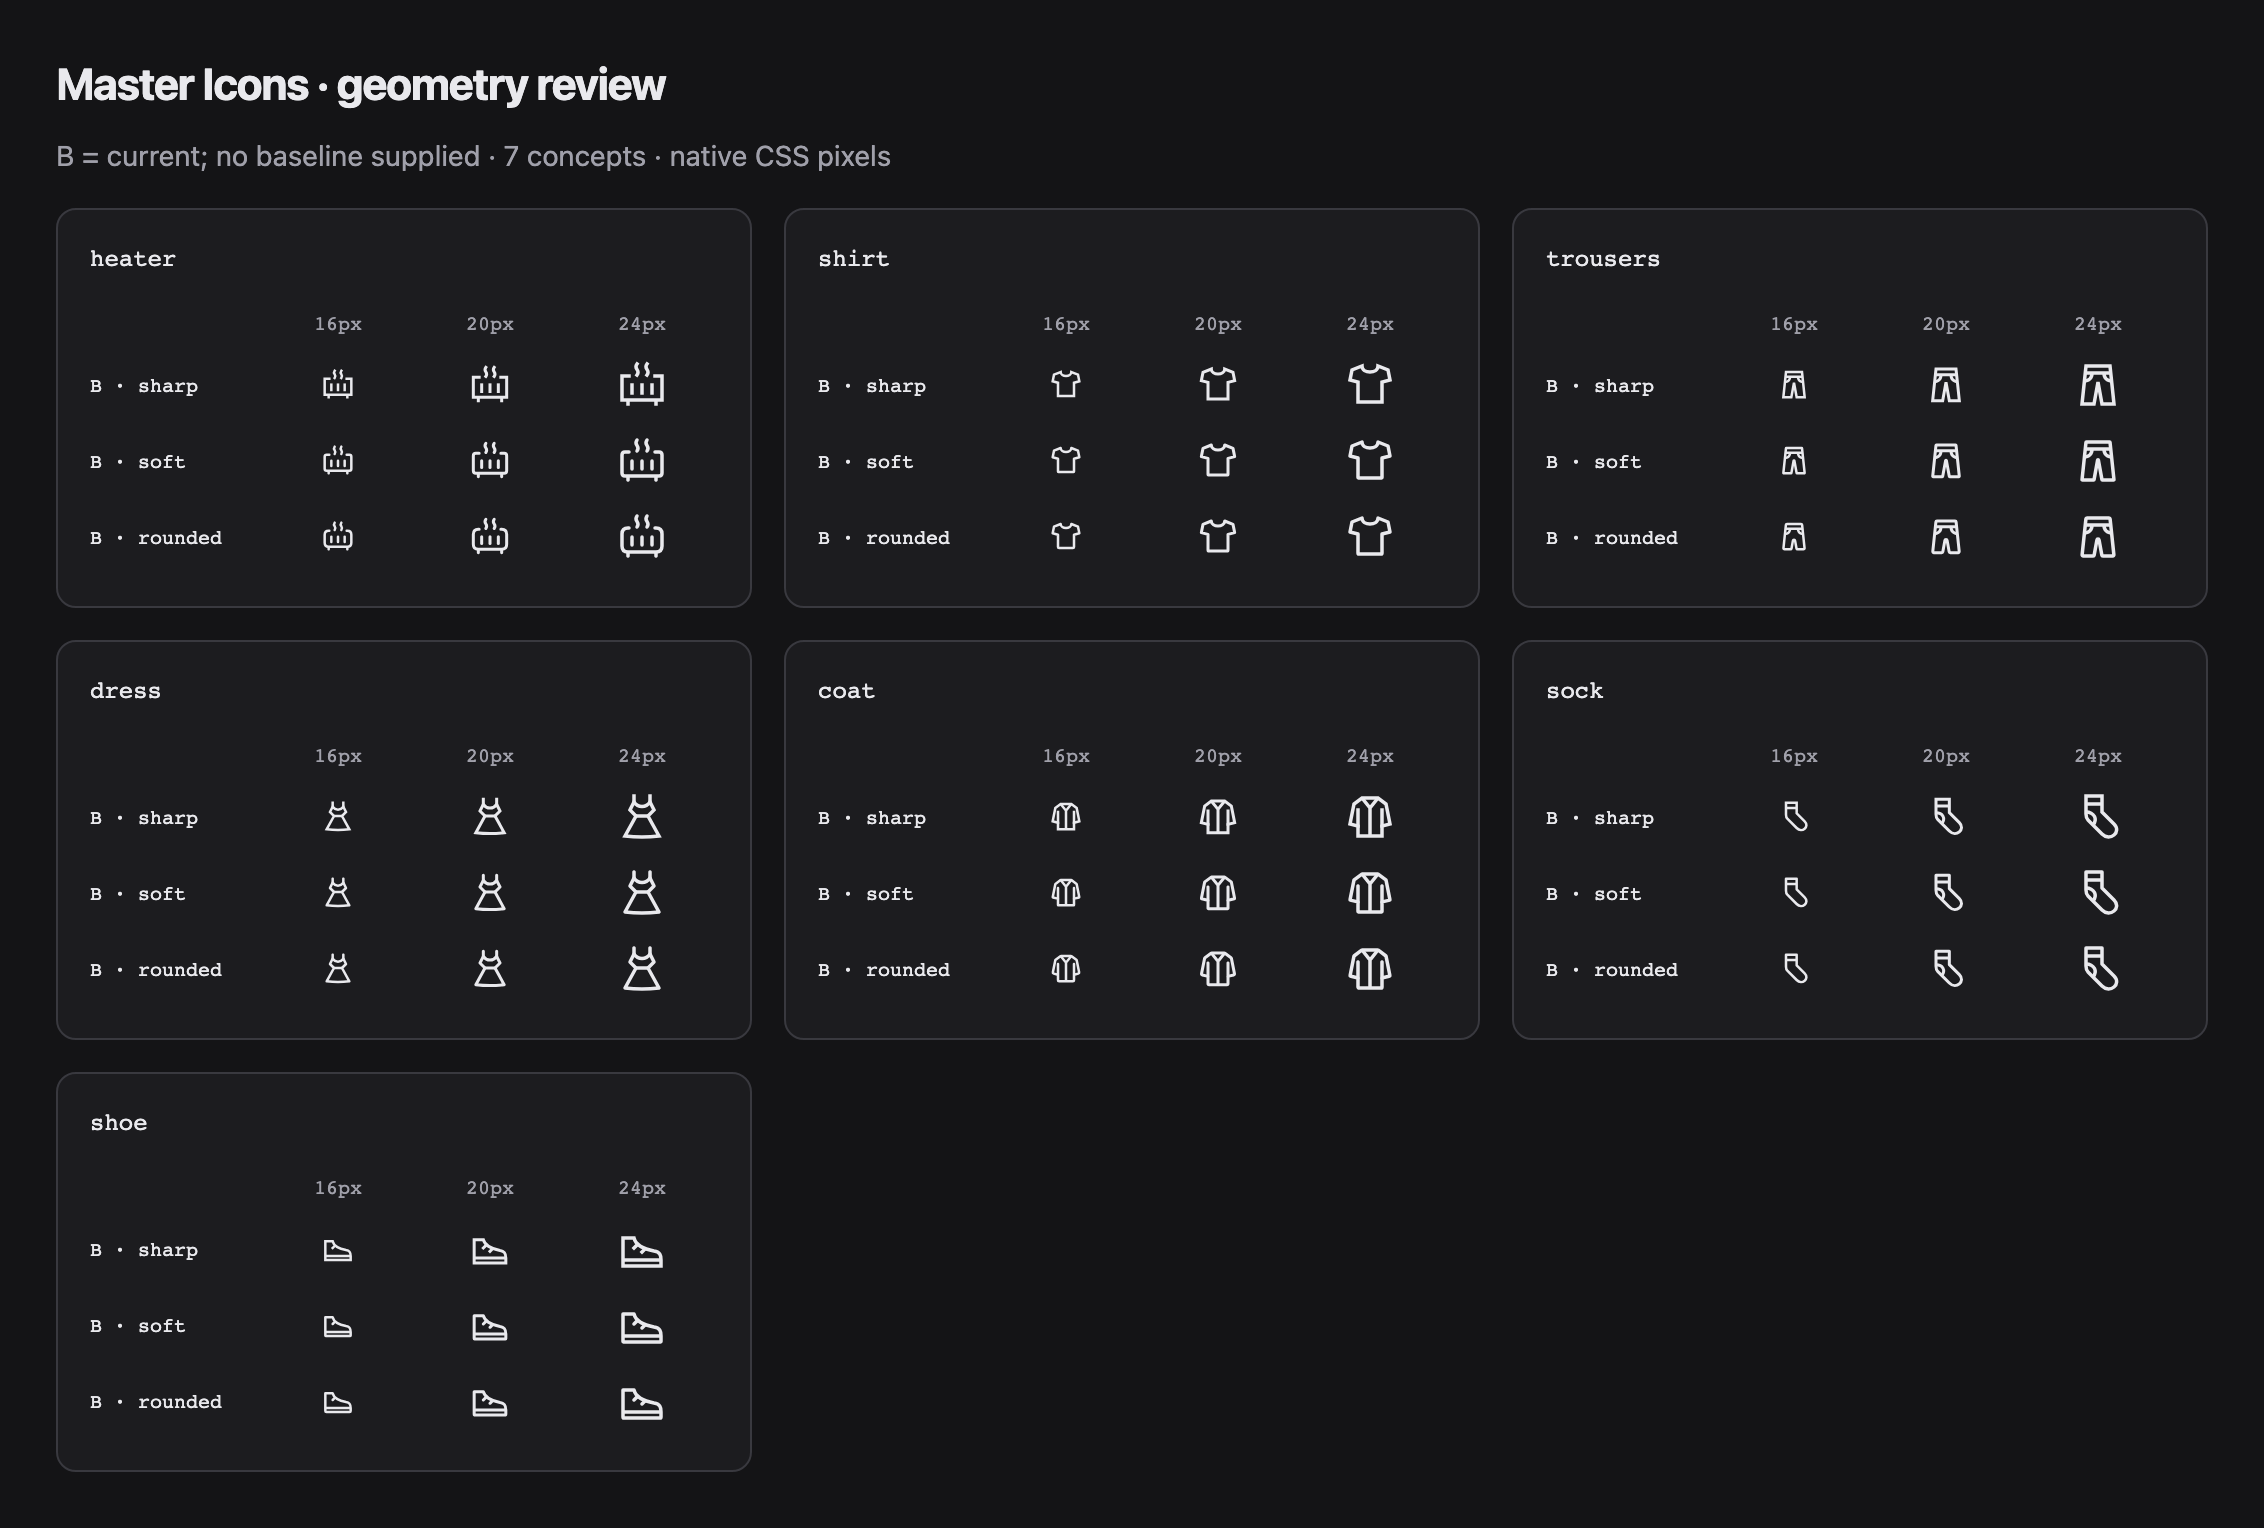 Master Icons · geometry review
B = current; no baseline supplied · 7 concepts · native CSS pixels
heater
16px 20px 24px
B · sharp
B · soft
B · rounded
shirt
16px 20px 24px
B · sharp
B · soft
B · rounded
trousers
16px 20px 24px
B · sharp
B · soft
B · rounded
dress
16px 20px 24px
B · sharp
B · soft
B · rounded
coat
16px 20px 24px
B · sharp
B · soft
B · rounded
sock
16px 20px 24px
B · sharp
B · soft
B · rounded
shoe
16px 20px 24px
B · sharp
B · soft
B · rounded